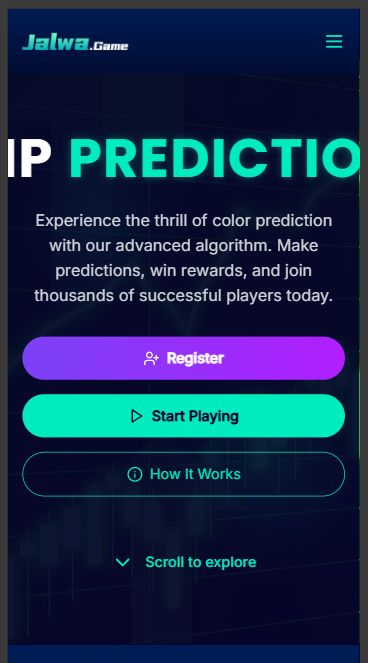 Jalwa.Game
IP PREDICTIO
Experience the thrill of color prediction
with our advanced algorithm. Make
predictions, win rewards, and join
thousands of successful players today.
Register
Start Playing
How It Works
Scroll to explore